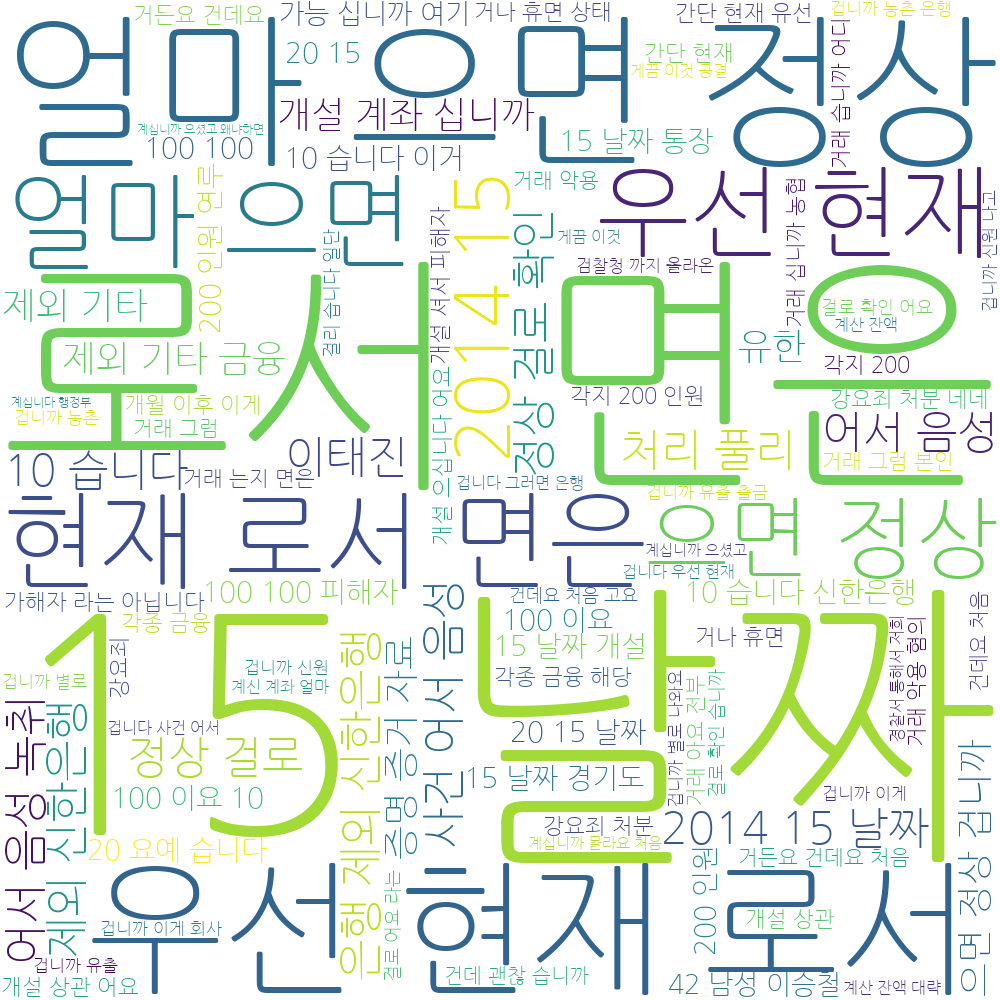 거든요 건데요
가능 십니까 여기
거나 휴면 상태
간단 현재 유선
겁니까 농촌 은행
얼마 으면 정상
20 15
간단 현재
게끔 이것 공결
거래 습니까 어디
개설 계좌 십니까
계십니까 으셨고 왜냐하면
100 100
10 습니다 이거
15 날짜 통장
얼마 으면
200 인원 연루
걸리 습니다 일단
개설 셔서 피해자
2014 15
정상 걸로 확인
거래 악용
게끔 이것
우선 현재
검찰청 까지 올라온
거래 십니까 농협
겁니까 신원 나고
제외 기타
로서 면은
걸로 확인 어요
계산 잔액
제외 기타 금융
유한
각지 200
계십니다 행정부
겁니까 농촌
개월 이후 이게
거래 그럼
각지 200 인원
강요죄 처분 네네
이태진
처리 풀리
어서 음성
10 습니다
거래 는지 면은
개설 으십니다 어요
겁니다 그러면 은행
거래 그럼 본인
겁니까 유출 출금
현재 로서 면은
으면 정상
계십니까 으셨고
겁니다 우선 현재
가해자 라는 아닙니다
100 100 피해자
건데요 처음 고요
10 습니다 신한은행
각종 금융
100 이요
15 날짜
15 날짜 개설
거나 휴면
강요죄
겁니까 신원
계신 계좌 얼마
각종 금융 해당
겁니까 별로
겁니다 사건 어서
20 15 날짜
겁니까 별로 나와요
거래 아요 전부
걸로 확인 습니까
경찰서 통해서 저희
거래 악용 혐의
건데요 처음
어서 음성 녹취
신한은행
정상 걸로
은행 제외 신한은행
증명 증거 자료
사건 어서 음성
15 날짜 경기도
100 이요 10
겁니까 이게
강요죄 처분
2014 15 날짜
20 요예 습니다
계십니까 몰라요 처음
거든요 건데요 처음
제외
우선 현재 로서
200 인원
으면 정상 겁니까
겁니까 이게 회사
걸로 어요 라는
개설 상관
겁니까 유출
개설 상관 어요
건데 괜찮 습니까
42 남성 이승철
계산 잔액 대략